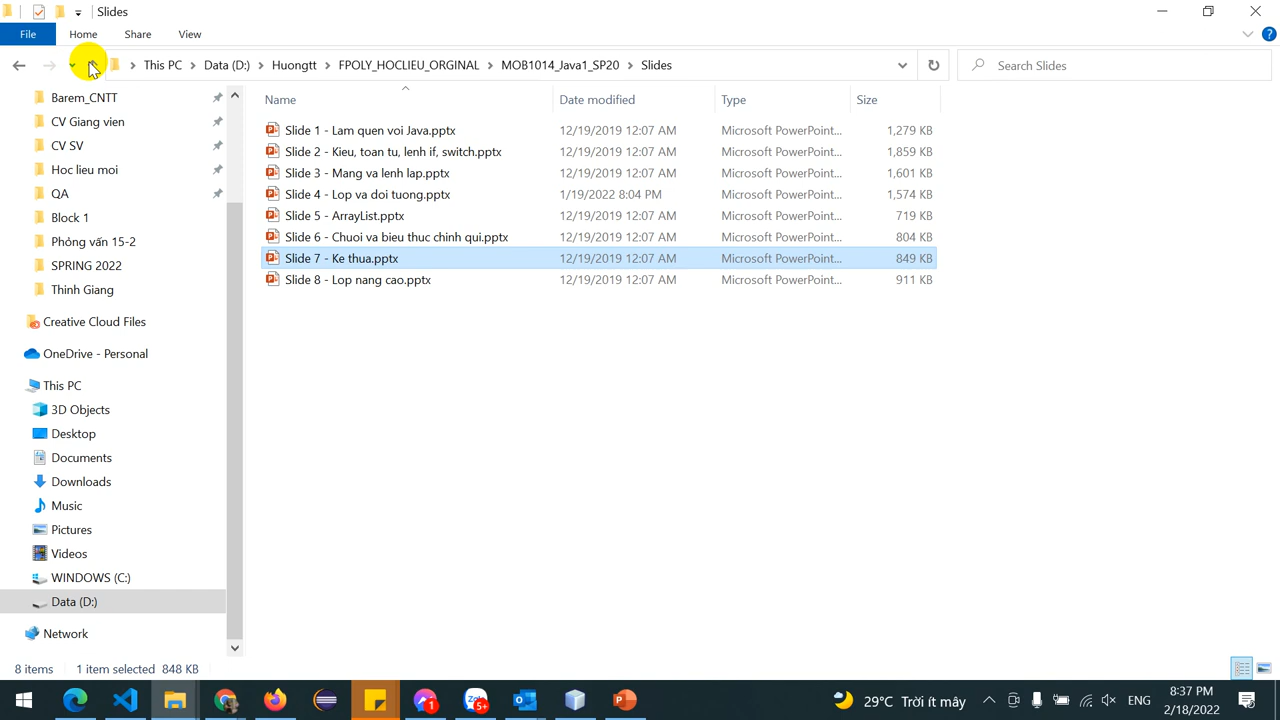 Slides
File Home Share View
This PC Data (D:) Huongtt FPOLY_HOCLIEU_ORGINAL MOB1014_Java1_SP20 Slides
Search Slides
Name Date modified Type Size
Barem_CNTT
CV Giang vien
CV SV
Hoc lieu moi
QA
Block 1
Phỏng vấn 15-2
SPRING 2022
Thinh Giang
Creative Cloud Files
OneDrive - Personal
This PC
3D Objects
Desktop
Documents
Downloads
Music
Pictures
Videos
WINDOWS (C:)
Data (D:)
Network
Slide 1 - Lam quen voi Java.pptx 12/19/2019 12:07 AM Microsoft PowerPoint... 1,279 KB
Slide 2 - Kieu, toan tu, lenh if, switch.pptx 12/19/2019 12:07 AM Microsoft PowerPoint... 1,859 KB
Slide 3 - Mang va lenh lap.pptx 12/19/2019 12:07 AM Microsoft PowerPoint... 1,601 KB
Slide 4 - Lop va doi tuong.pptx 1/19/2022 8:04 PM Microsoft PowerPoint... 1,574 KB
Slide 5 - ArrayList.pptx 12/19/2019 12:07 AM Microsoft PowerPoint... 719 KB
Slide 6 - Chuoi va bieu thuc chinh qui.pptx 12/19/2019 12:07 AM Microsoft PowerPoint... 804 KB
Slide 7 - Ke thua.pptx 12/19/2019 12:07 AM Microsoft PowerPoint... 849 KB
Slide 8 - Lop nang cao.pptx 12/19/2019 12:07 AM Microsoft PowerPoint... 911 KB
8 items 1 item selected 848 KB
1
Zalo
5+
29°C Trời ít mây
ENG
8:37 PM
2/18/2022